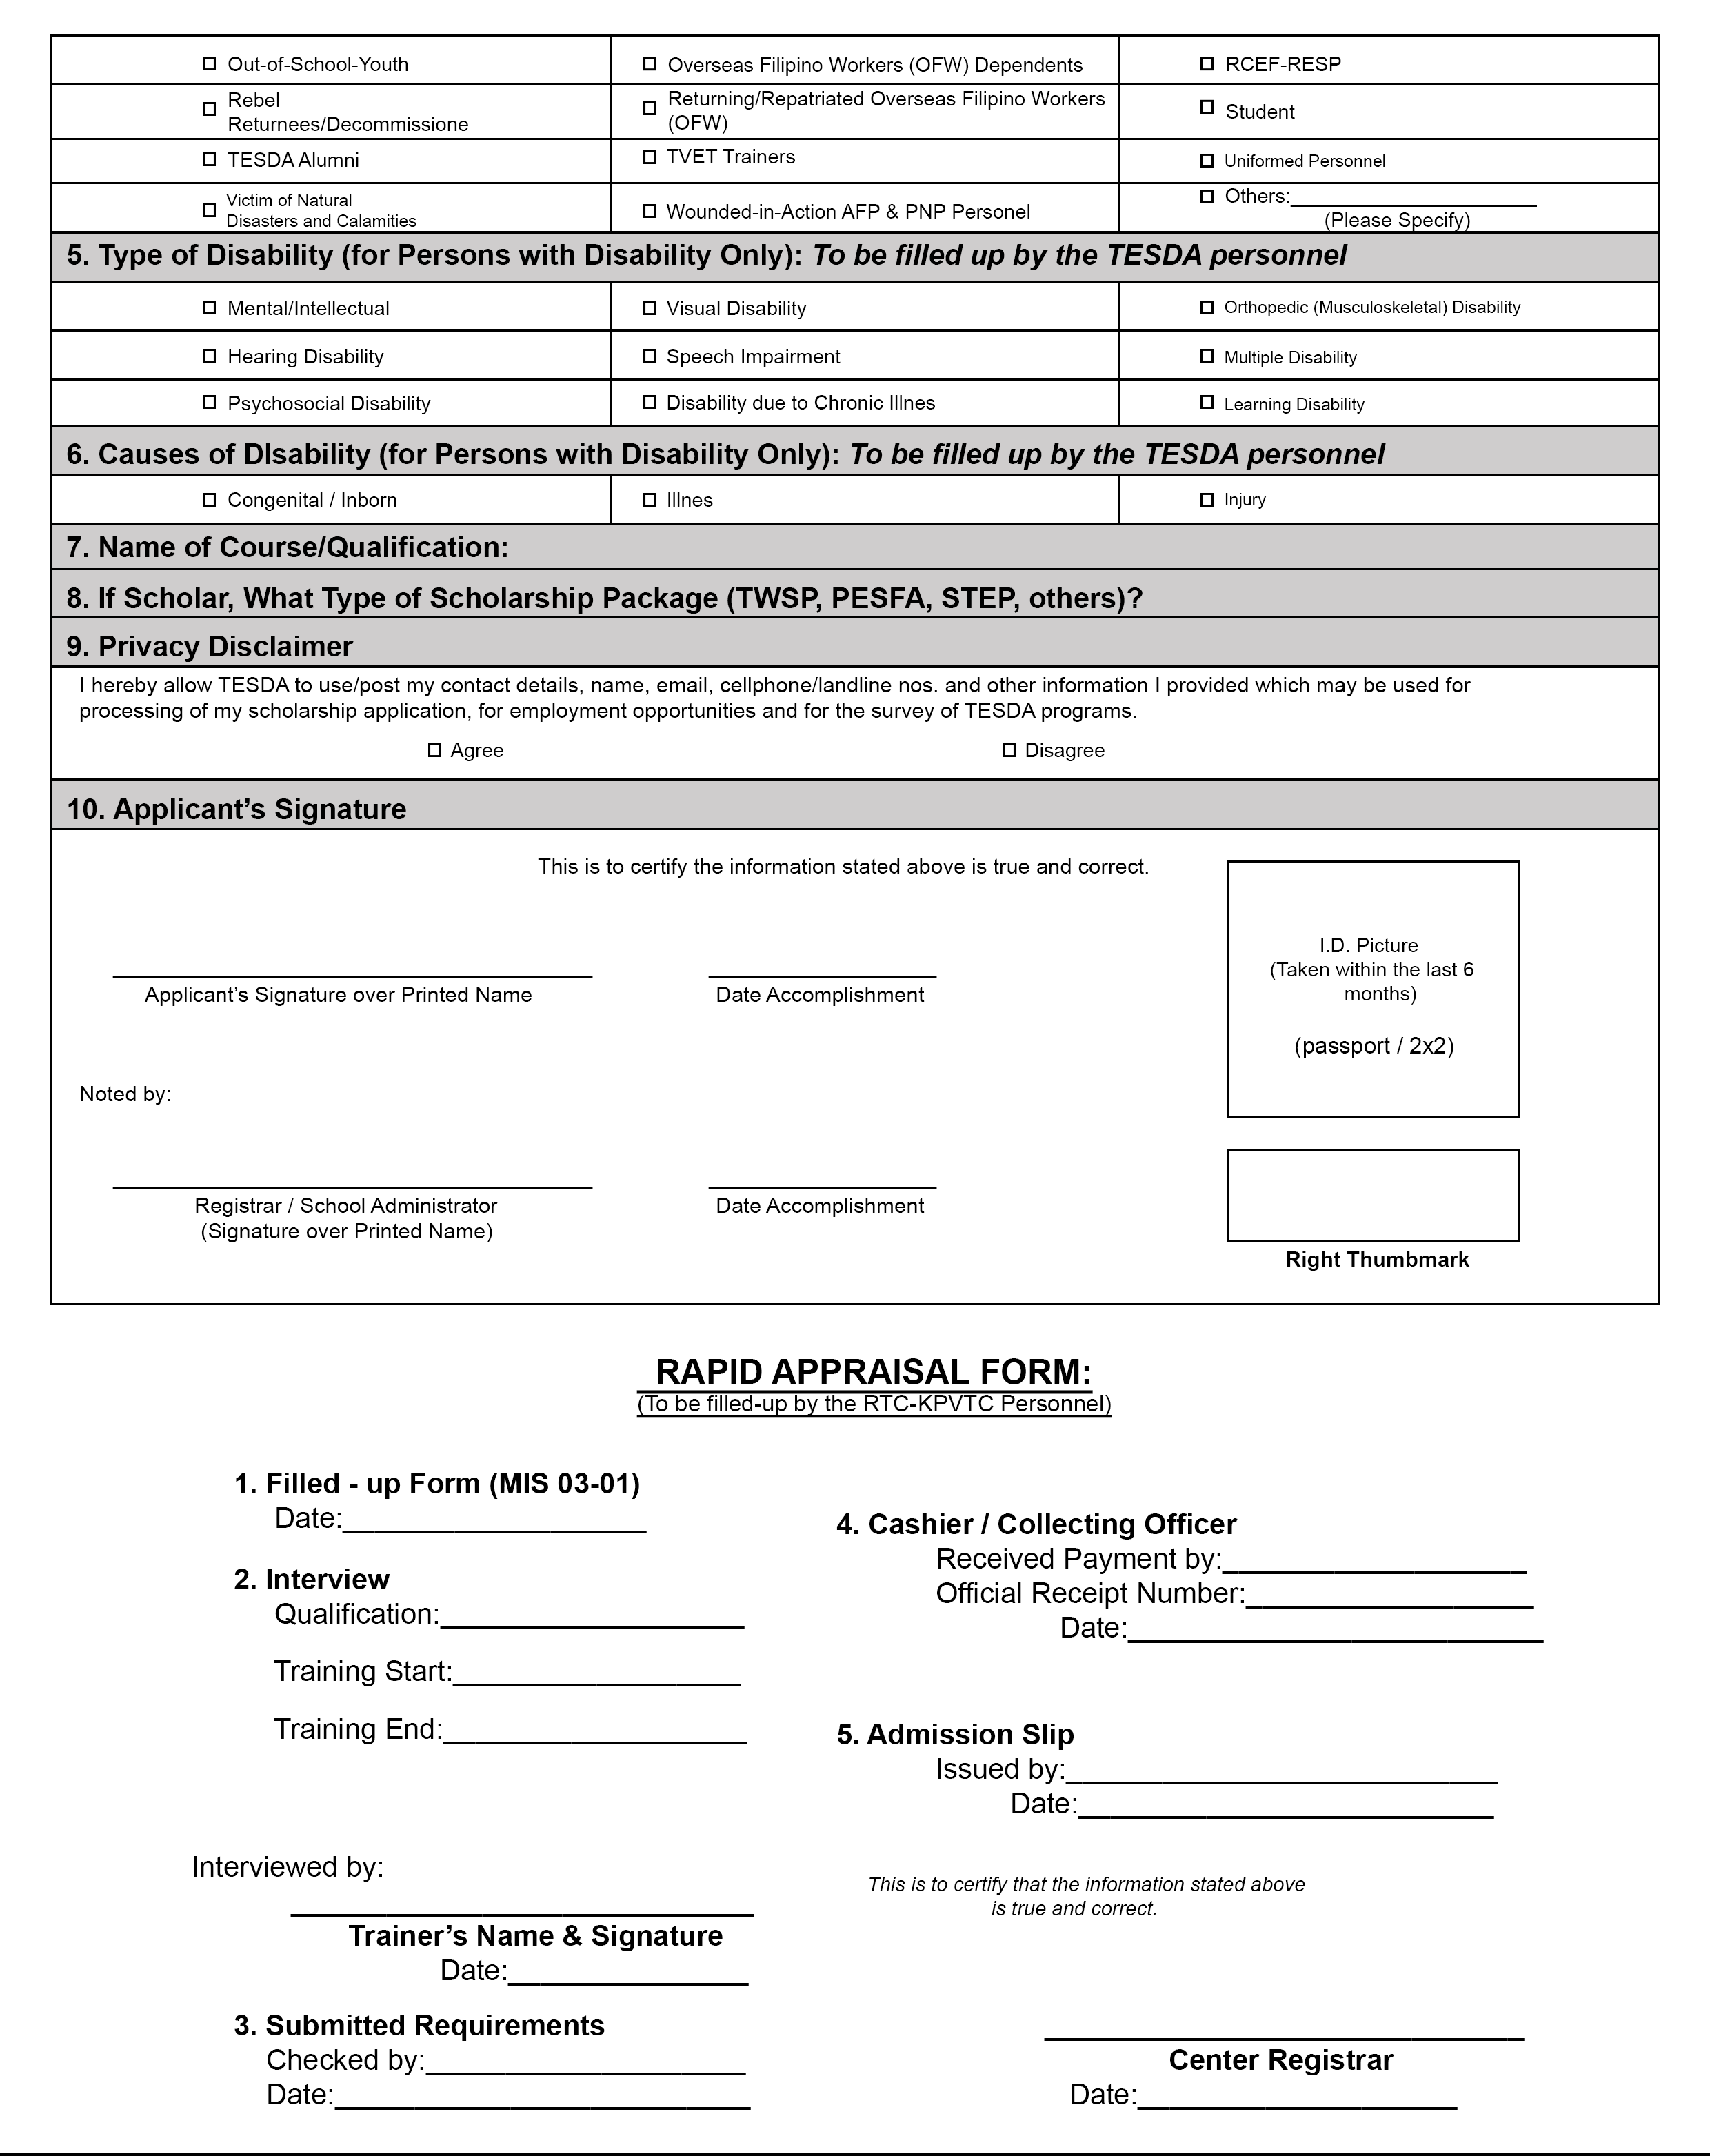 Out-of-School-Youth
Overseas Filipino Workers (OFW) Dependents
RCEF-RESP
Rebel
Returnees/Decommissione
Returning/Repatriated Overseas Filipino Workers
(OFW)
Student
TESDA Alumni
TVET Trainers
Uniformed Personnel
Victim of Natural
Disasters and Calamities
Wounded-in-Action AFP & PNP Personel
Others:______________________
(Please Specify)
5. Type of Disability (for Persons with Disability Only): To be filled up by the TESDA personnel
Mental/Intellectual
Visual Disability
Orthopedic (Musculoskeletal) Disability
Hearing Disability
Speech Impairment
Multiple Disability
Psychosocial Disability
Disability due to Chronic Illnes
Learning Disability
6. Causes of DIsability (for Persons with Disability Only): To be filled up by the TESDA personnel
Congenital / Inborn
Illnes
Injury
7. Name of Course/Qualification:
8. If Scholar, What Type of Scholarship Package (TWSP, PESFA, STEP, others)?
9. Privacy Disclaimer
I hereby allow TESDA to use/post my contact details, name, email, cellphone/landline nos. and other information I provided which may be used for
processing of my scholarship application, for employment opportunities and for the survey of TESDA programs.
Agree
Disagree
10. Applicant’s Signature
This is to certify the information stated above is true and correct.
I.D. Picture
(Taken within the last 6
months)
(passport / 2x2)
Applicant’s Signature over Printed Name
Date Accomplishment
Noted by:
Registrar / School Administrator
(Signature over Printed Name)
Date Accomplishment
Right Thumbmark
RAPID APPRAISAL FORM:
(To be filled-up by the RTC-KPVTC Personnel)
1. Filled - up Form (MIS 03-01)
Date:___________________
2. Interview
Qualification:___________________
Training Start:__________________
Training End:___________________
Interviewed by:
_____________________________
Trainer’s Name & Signature
Date:_______________
3. Submitted Requirements
Checked by:____________________
Date:__________________________
4. Cashier / Collecting Officer
Received Payment by:___________________
Official Receipt Number:__________________
Date:__________________________
5. Admission Slip
Issued by:___________________________
Date:__________________________
This is to certify that the information stated above
is true and correct.
______________________________
Center Registrar
Date:____________________